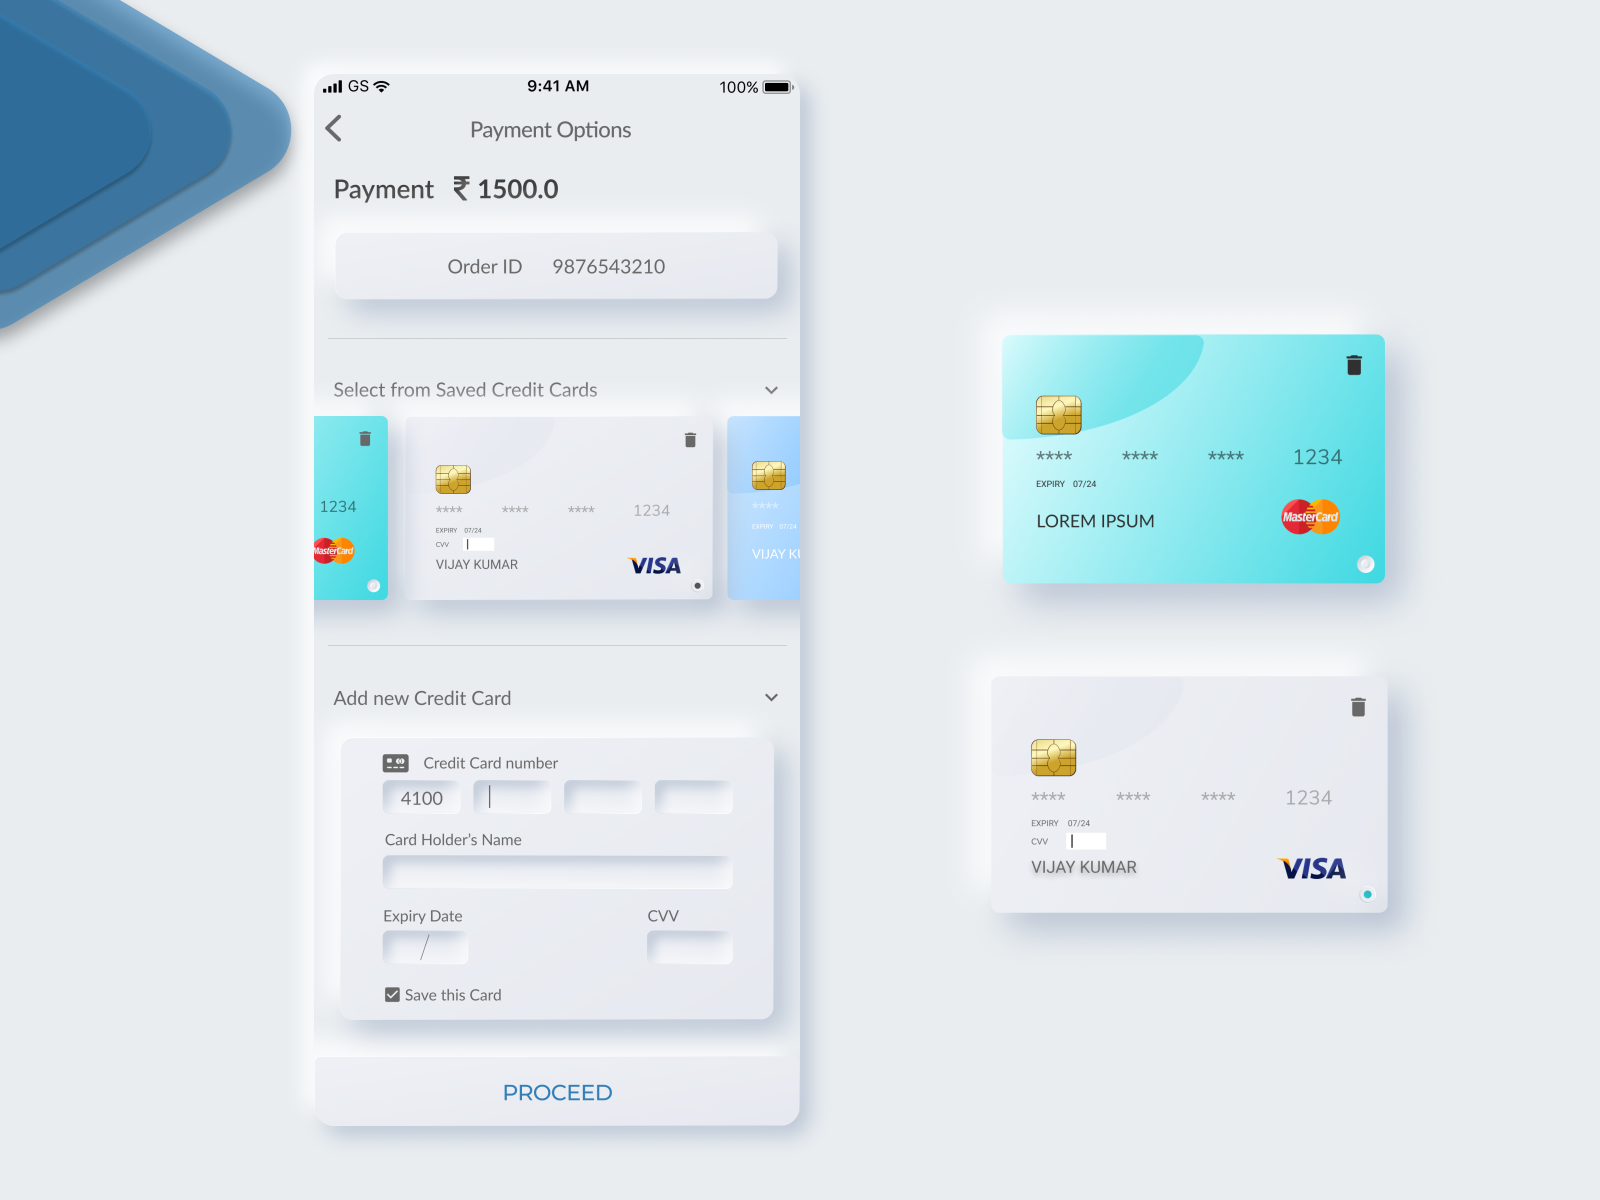 GS 9:41 AM 100%
Payment Options
Payment ₹ 1500.0
Order ID 9876543210
Select from Saved Credit Cards
1234
MasterCard
**** **** **** 1234
EXPIRY 07/24
CVV
VIJAY KUMAR
VISA
****
EXPIRY 07/24
VIJAY
Add new Credit Card
Credit Card number
4100
Card Holder's Name
Expiry Date CVV
/
Save this Card
PROCEED
**** **** **** 1234
EXPIRY 07/24
LOREM IPSUM
MasterCard
**** **** **** 1234
EXPIRY 07/24
CVV
VIJAY KUMAR
VISA